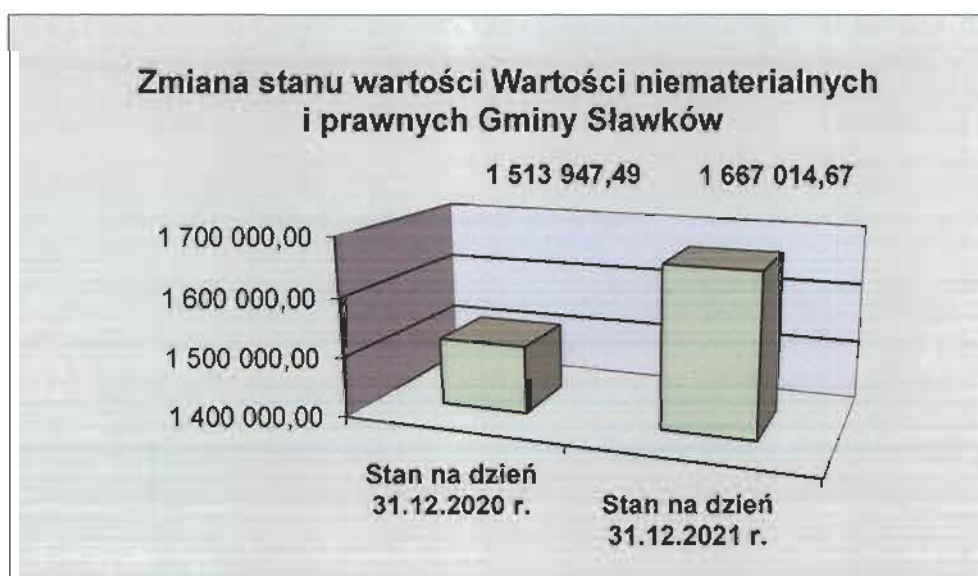 Zmiana stanu wartości Wartości niematerialnych
i prawnych Gminy Sławków
1 513 947,49 1 667 014,67
1 700 000,00
1 600 000,00
1 500 000,00
1 400 000,00
Stan na dzień
31.12.2020 r.
Stan na dzień
31.12.2021 r.